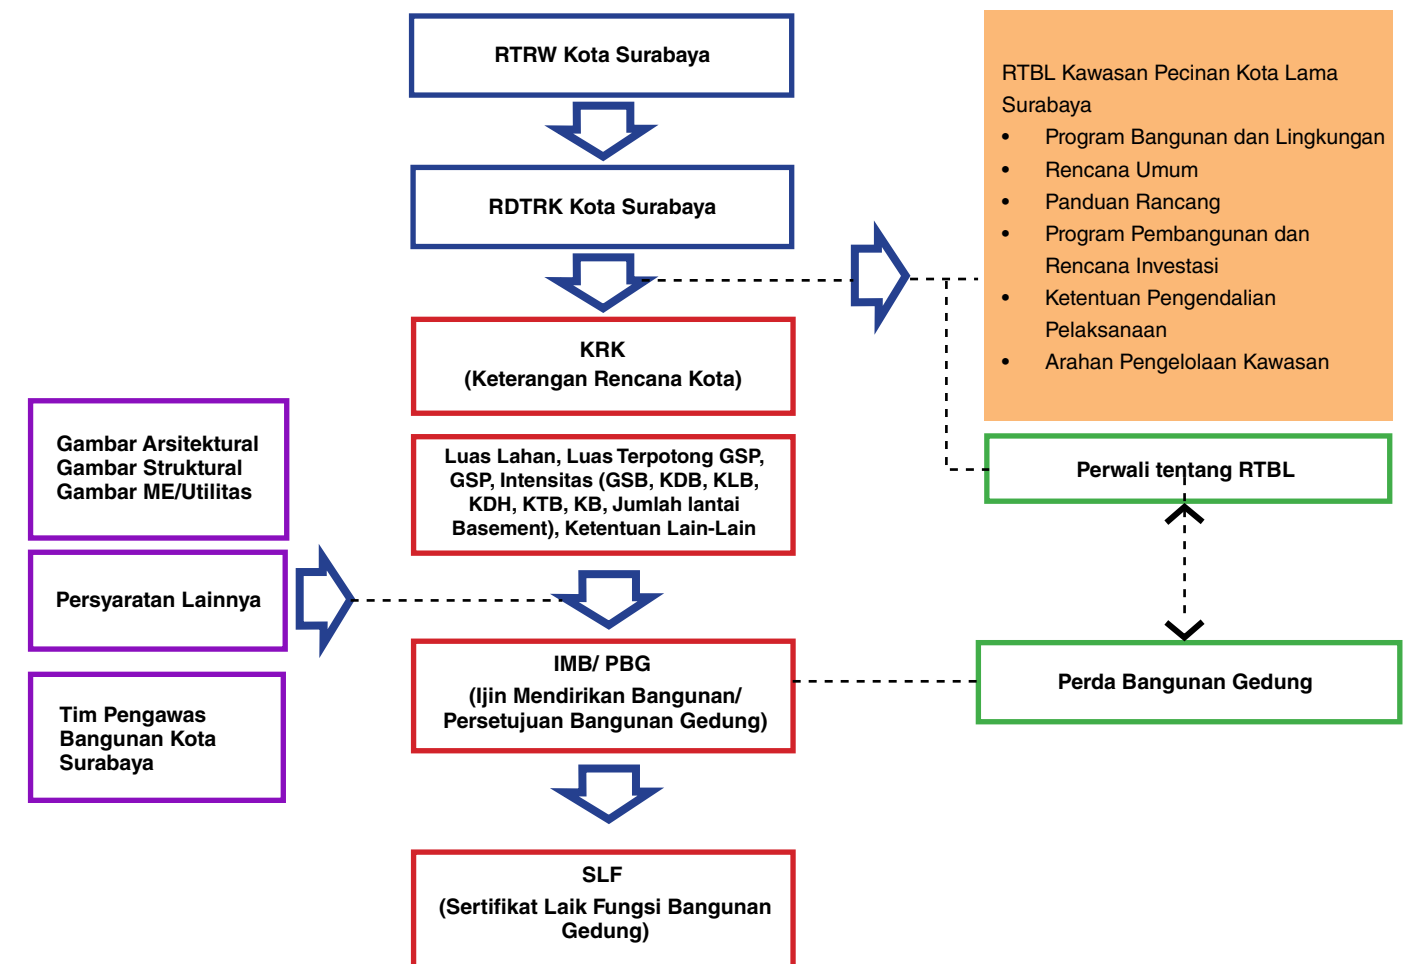 RTRW Kota Surabaya
RDTRK Kota Surabaya
RTBL Kawasan Pecinan Kota Lama
Surabaya
• Program Bangunan dan Lingkungan
• Rencana Umum
• Panduan Rancang
• Program Pembangunan dan
Rencana Investasi
• Ketentuan Pengendalian
Pelaksanaan
• Arahan Pengelolaan Kawasan
KRK
(Keterangan Rencana Kota)
Gambar Arsitektural
Gambar Struktural
Gambar ME/Utilitas
Luas Lahan, Luas Terpotong GSP,
GSP, Intensitas (GSB, KDB, KLB,
KDH, KTB, KB, Jumlah lantai
Basement), Ketentuan Lain-Lain
Perwali tentang RTBL
Persyaratan Lainnya
IMB/ PBG
(Ijin Mendirikan Bangunan/
Persetujuan Bangunan Gedung)
Perda Bangunan Gedung
Tim Pengawas
Bangunan Kota
Surabaya
SLF
(Sertifikat Laik Fungsi Bangunan
Gedung)